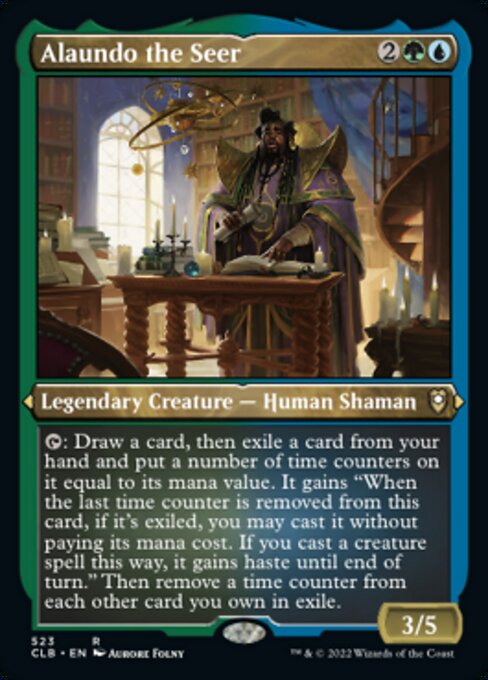 Alaundo the Seer 2
Legendary Creature — Human Shaman
: Draw a card, then exile a card from your
hand and put a number of time counters on
it equal to its mana value. It gains “When
the last time counter is removed from this
card, if it's exiled, you may cast it without
paying its mana cost. If you cast a creature
spell this way, it gains haste until end of
turn.” Then remove a time counter from
each other card you own in exile.
3/5
523 R
CLB • EN Aurore Folny ™ & © 2022 Wizards of the Coast